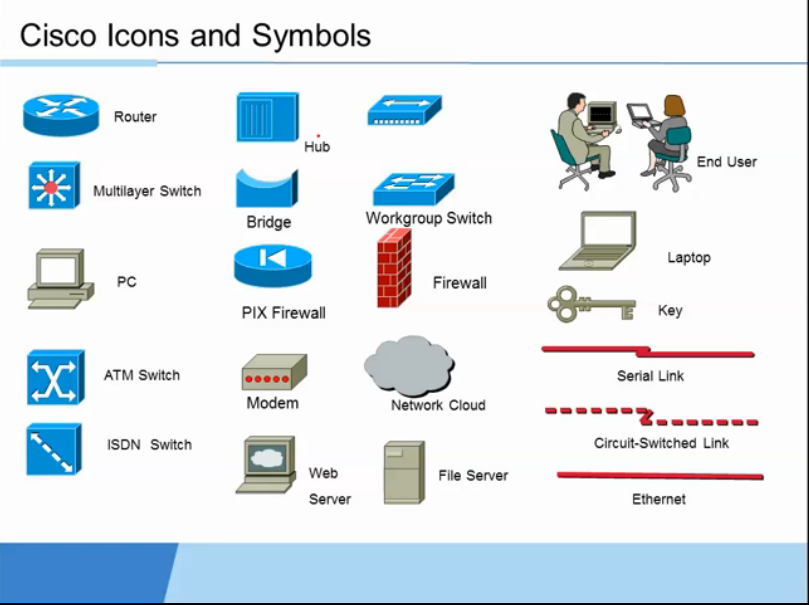 Cisco Icons and Symbols
Router
Hub
End User
Multilayer Switch
Bridge
Workgroup Switch
Laptop
PC
PIX Firewall
Firewall
Key
ATM Switch
Modem
Network Cloud
Serial Link
ISDN Switch
Web
Server
File Server
Circuit-Switched Link
Ethernet